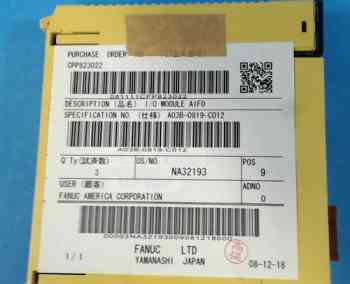 PURCHASE ORDER
CPP823022
081111CPP823022
DESCRIPTION (品名) I/O MODULE AIF0
SPECIFICATION NO. (仕様) A03B-0819-C012
A03B-0819-C012
Q'Ty(試済数) OS/NO. POS
3 NA32193 9
USER (顧客) ADNO
FANUC AMERICA CORPORATION 0
FANUC LTD
1/1 YAMANASHI JAPAN 08-12-18